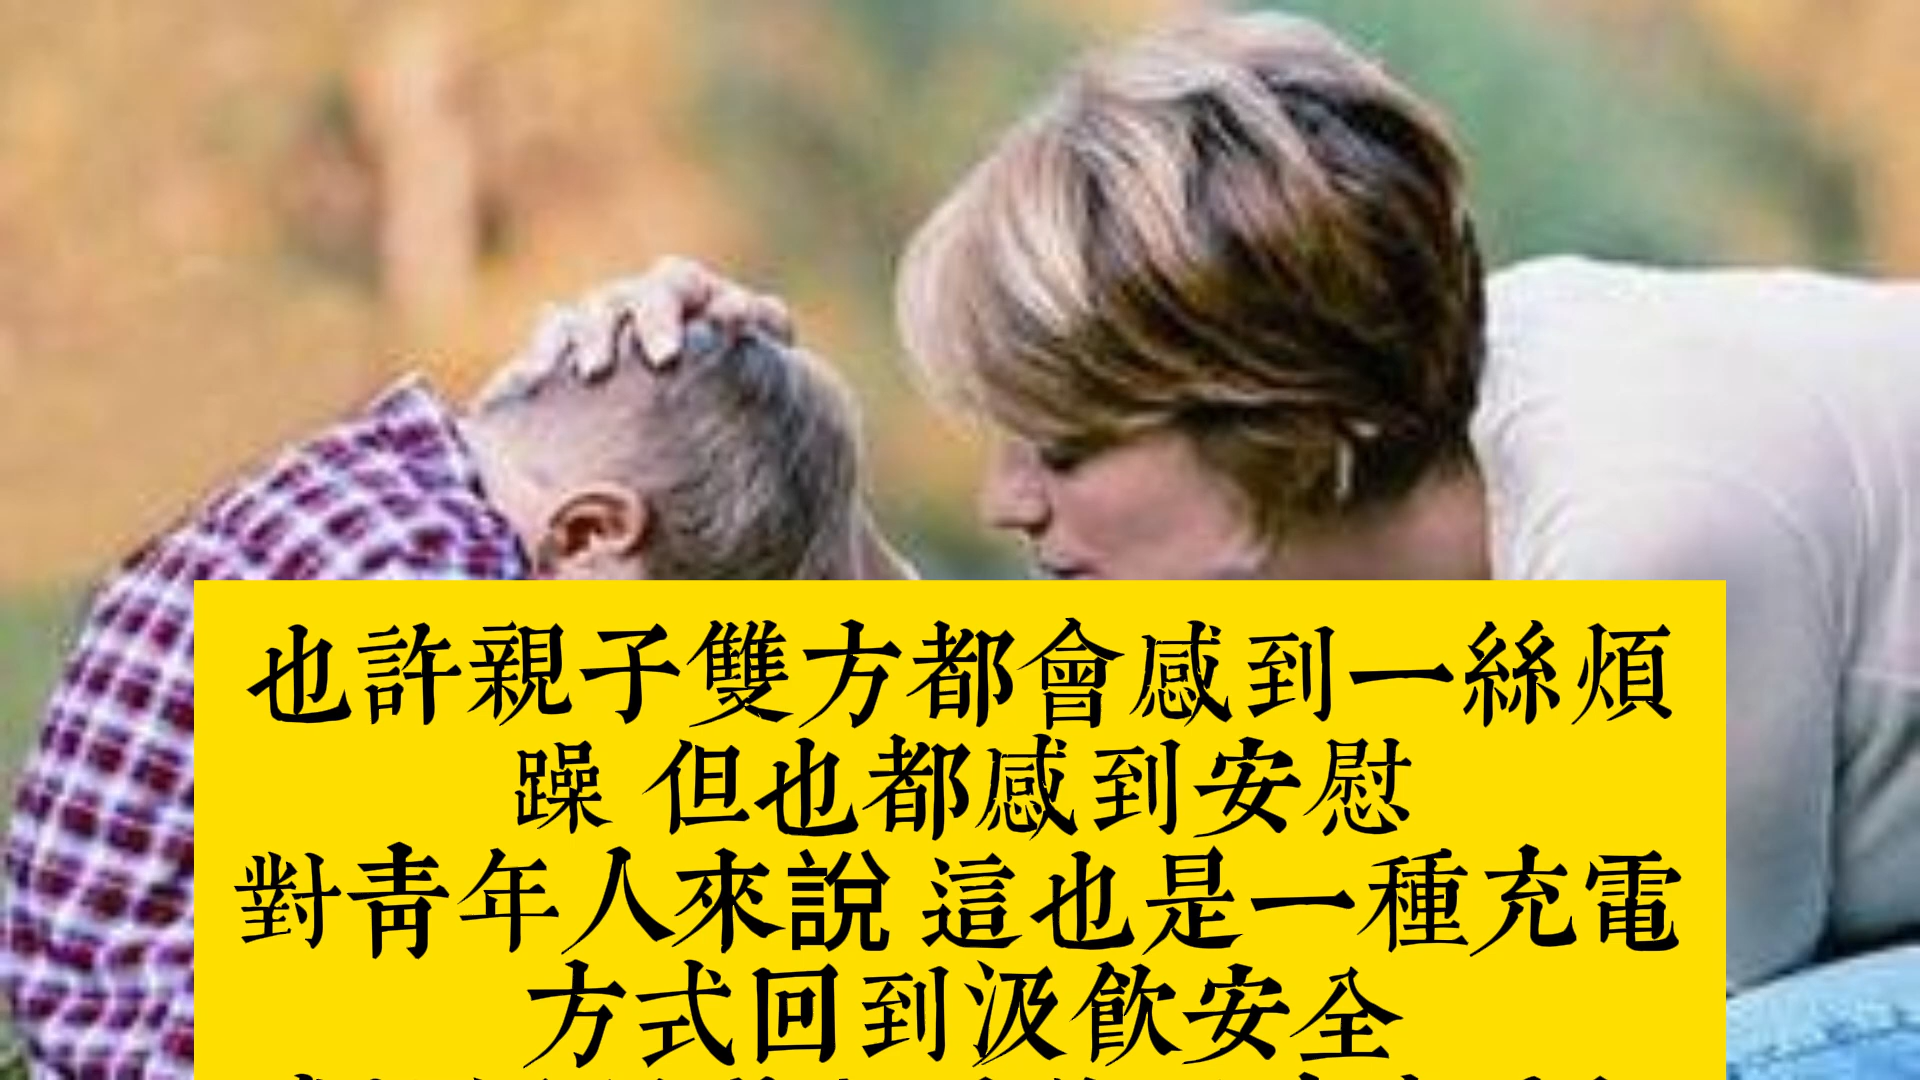 也許親子雙方都會感到一絲煩
躁 但也都感到安慰
對青年人來說 這也是一種充電
方式回到汲飲安全